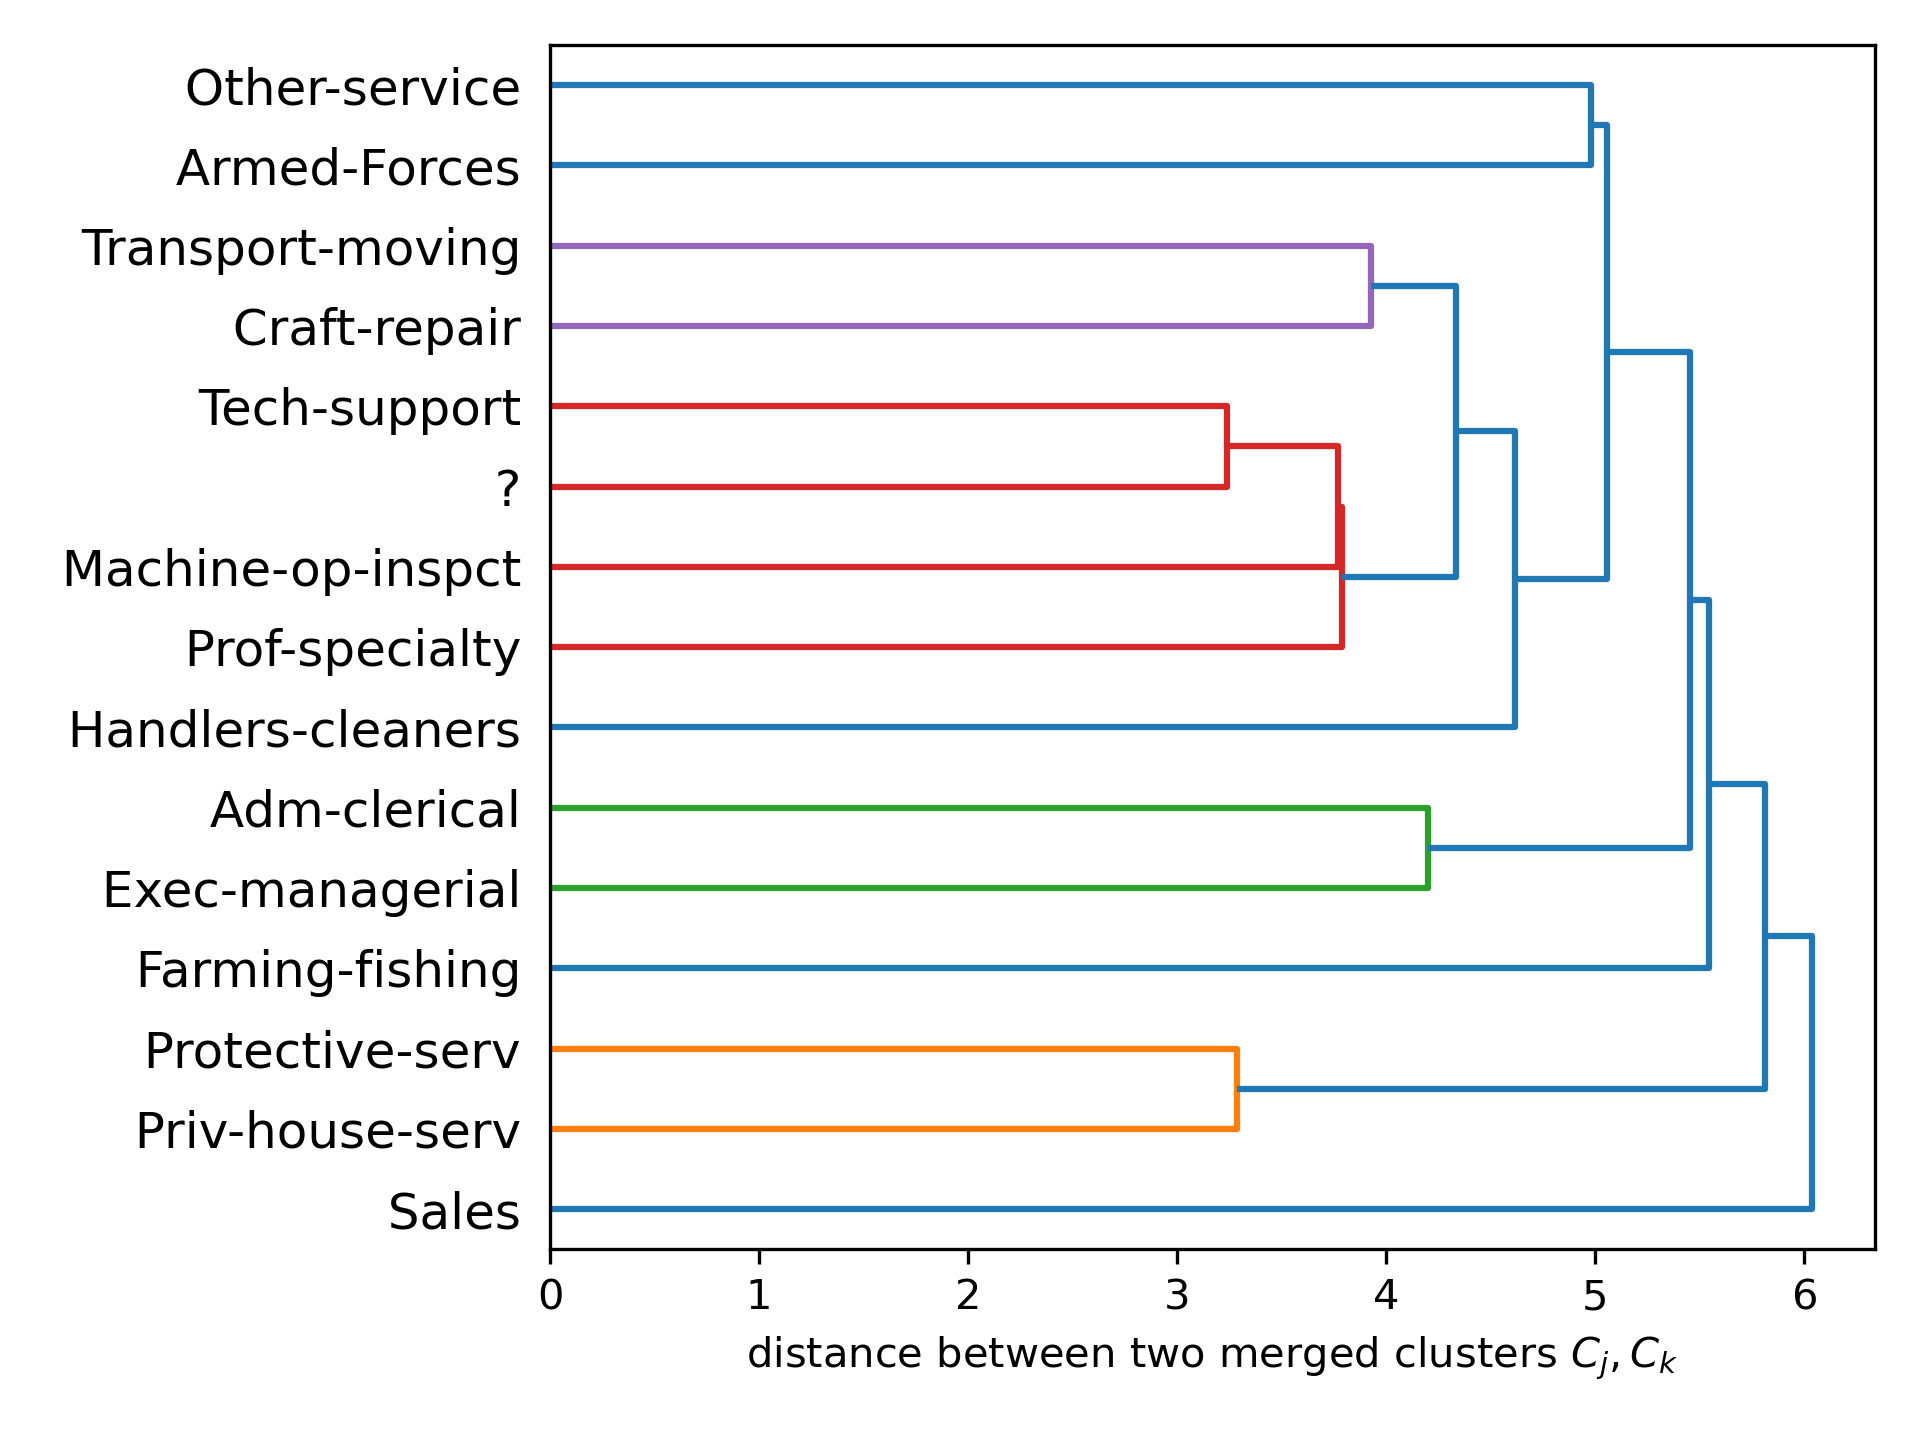 Other-service
Armed-Forces
Transport-moving
Craft-repair
Tech-support
?
Machine-op-inspct
Prof-specialty
Handlers-cleaners
Adm-clerical
Exec-managerial
Farming-fishing
Protective-serv
Priv-house-serv
Sales
0 1 2 3 4 5 6
distance between two merged clusters C_j, C_k